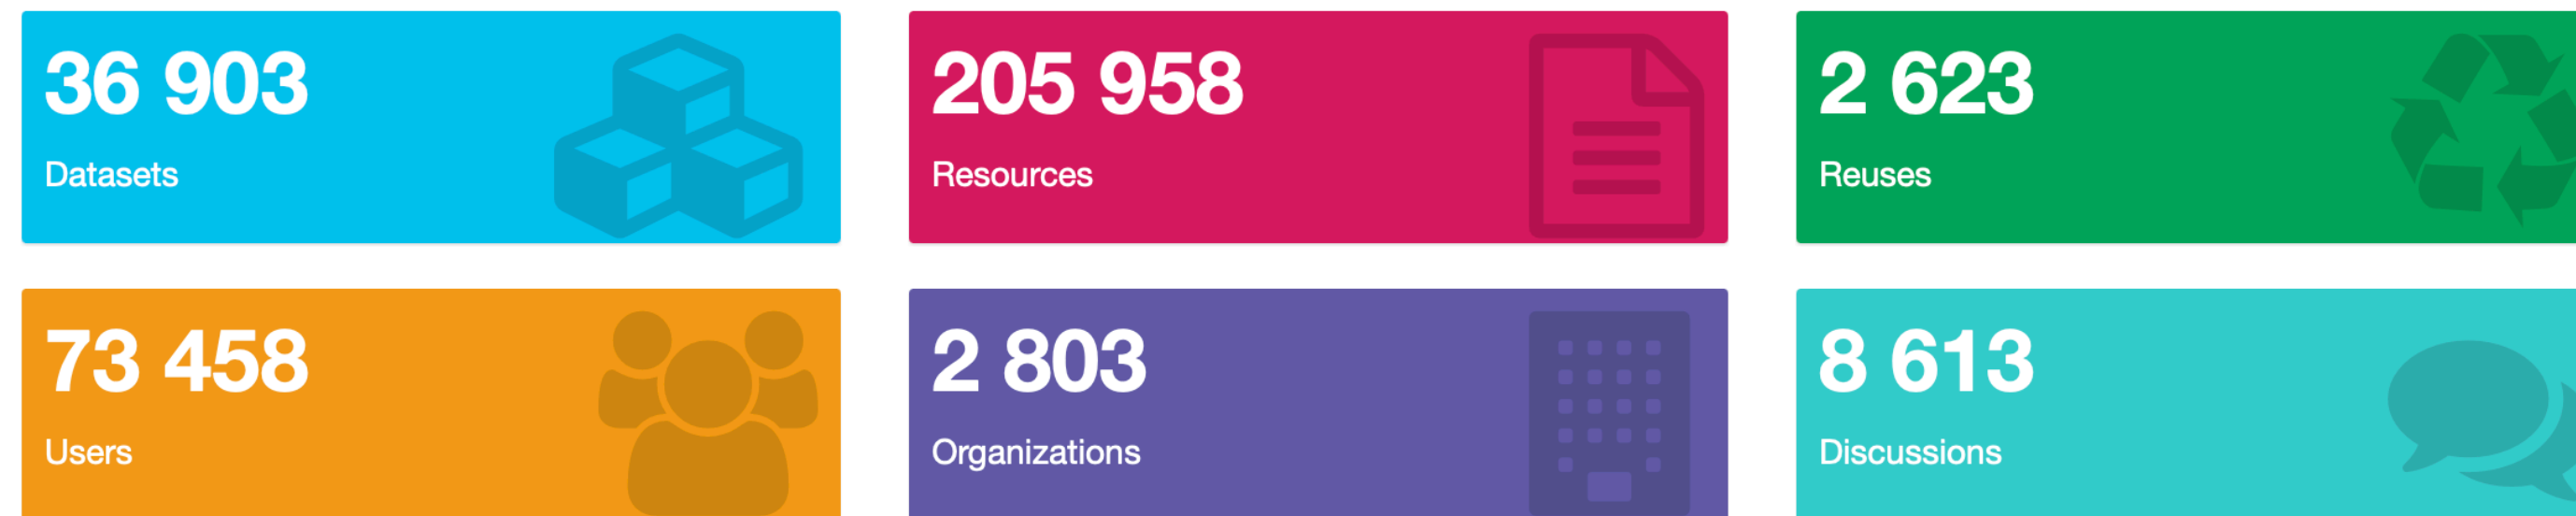 36 903
Datasets
205 958
Resources
2 623
Reuses
73 458
Users
2 803
Organizations
8 613
Discussions